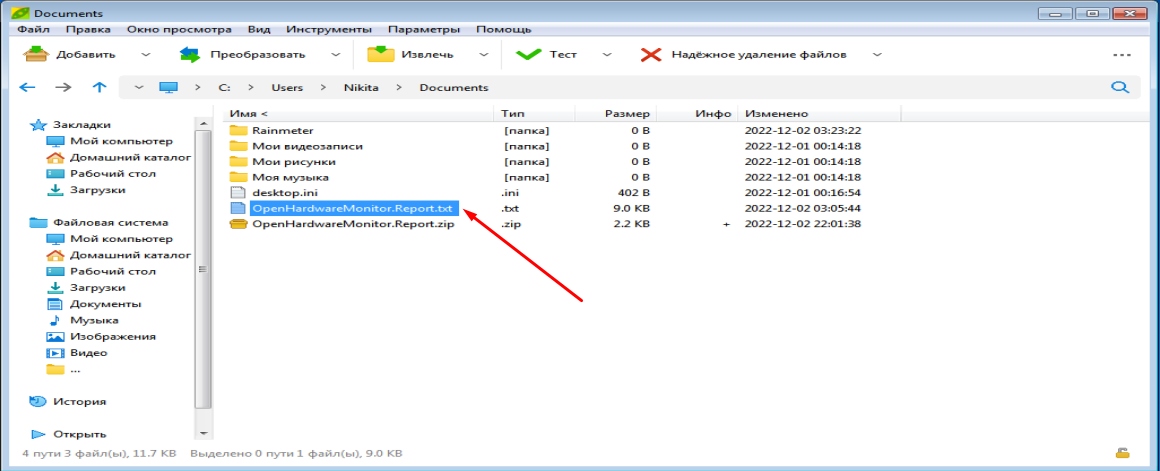 Documents
Файл Правка Окно просмотра Вид Инструменты Параметры Помощь
Добавить Преобразовать Извлечь Тест Надёжное удаление файлов ...
> C: > Users > Nikita > Documents
Имя < Тип Размер Инфо Изменено
Rainmeter [папка] 0 B 2022-12-02 03:23:22
Мои видеозаписи [папка] 0 B 2022-12-01 00:14:18
Мои рисунки [папка] 0 B 2022-12-01 00:14:18
Моя музыка [папка] 0 B 2022-12-01 00:14:18
desktop.ini .ini 402 B 2022-12-01 00:16:54
OpenHardwareMonitor.Report.txt .txt 9.0 KB 2022-12-02 03:05:44
OpenHardwareMonitor.Report.zip .zip 2.2 KB + 2022-12-02 22:01:38
Закладки
Мой компьютер
Домашний каталог
Рабочий стол
Загрузки
Файловая система
Мой компьютер
Домашний каталог
Рабочий стол
Загрузки
Документы
Музыка
Изображения
Видео
...
История
Открыть
4 пути 3 файл(ы), 11.7 KB Выделено 0 пути 1 файл(ы), 9.0 KB